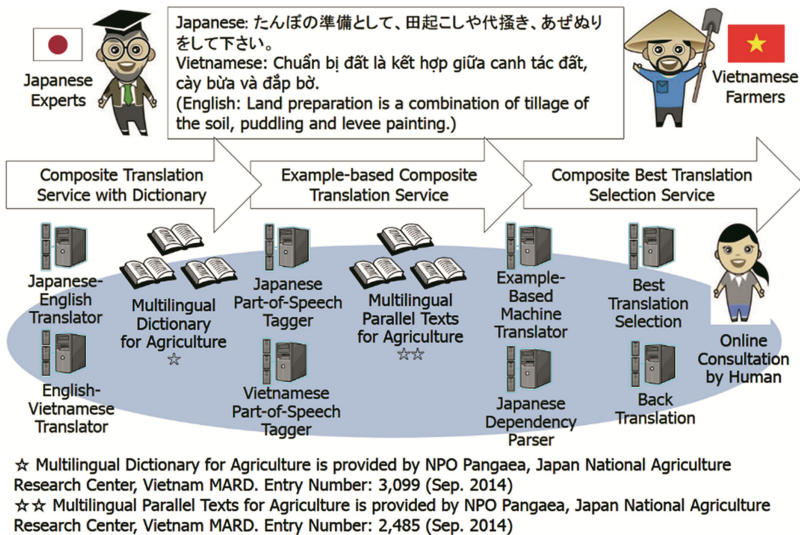 Japanese: たんぼの準備として、田起こしや代掻き、あぜぬり
をして下さい。
Vietnamese: Chuẩn bị đất là kết hợp giữa canh tác đất,
cày bừa và đắp bờ.
(English: Land preparation is a combination of tillage of
the soil, puddling and levee painting.)
Japanese
Experts
Vietnamese
Farmers
Composite Translation
Service with Dictionary
Example-based Composite
Translation Service
Composite Best Translation
Selection Service
Japanese-
English
Translator
Multilingual
Dictionary
for Agriculture
☆
Japanese
Part-of-Speech
Tagger
Multilingual
Parallel Texts
for Agriculture
☆☆
Example-
Based
Machine
Translator
Best
Translation
Selection
Online
Consultation
by Human
English-
Vietnamese
Translator
Vietnamese
Part-of-Speech
Tagger
Japanese
Dependency
Parser
Back
Translation
☆ Multilingual Dictionary for Agriculture is provided by NPO Pangaea, Japan National Agriculture
Research Center, Vietnam MARD. Entry Number: 3,099 (Sep. 2014)
☆☆ Multilingual Parallel Texts for Agriculture is provided by NPO Pangaea, Japan National Agriculture
Research Center, Vietnam MARD. Entry Number: 2,485 (Sep. 2014)